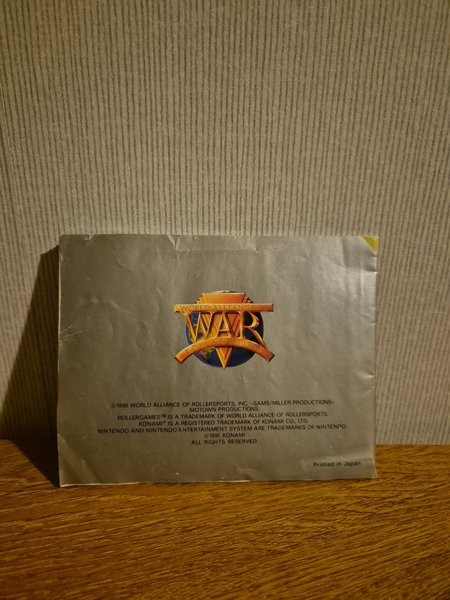 WORLD ALLIANCE
WAR
©1990 WORLD ALLIANCE OF ROLLERSPORTS, INC.-SAMS/MILLER PRODUCTIONS-
MOTOWN PRODUCTIONS.
ROLLERGAMES™ IS A TRADEMARK OF WORLD ALLIANCE OF ROLLERSPORTS.
KONAMI® IS A REGISTERED TRADEMARK OF KONAMI CO., LTD.
NINTENDO AND NINTENDO ENTERTAINMENT SYSTEM ARE TRADEMARKS OF NINTENDO.
©1991 KONAMI
ALL RIGHTS RESERVED.
Printed in Japan